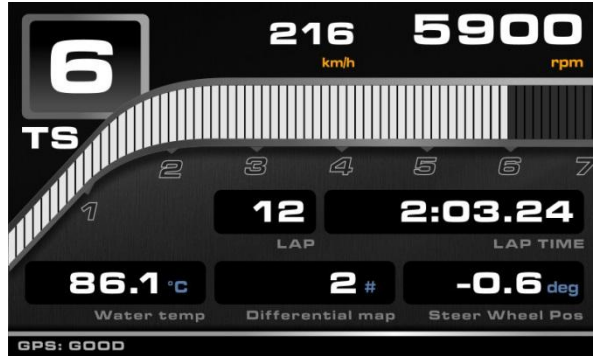 6
216
5900
km/h
rpm
TS
1 2 3 4 5 6 7
12
2:03.24
LAP
LAP TIME
86.1 °C
2 #
-0.6 deg
Water temp
Differential map
Steer Wheel Pos
GPS: GOOD